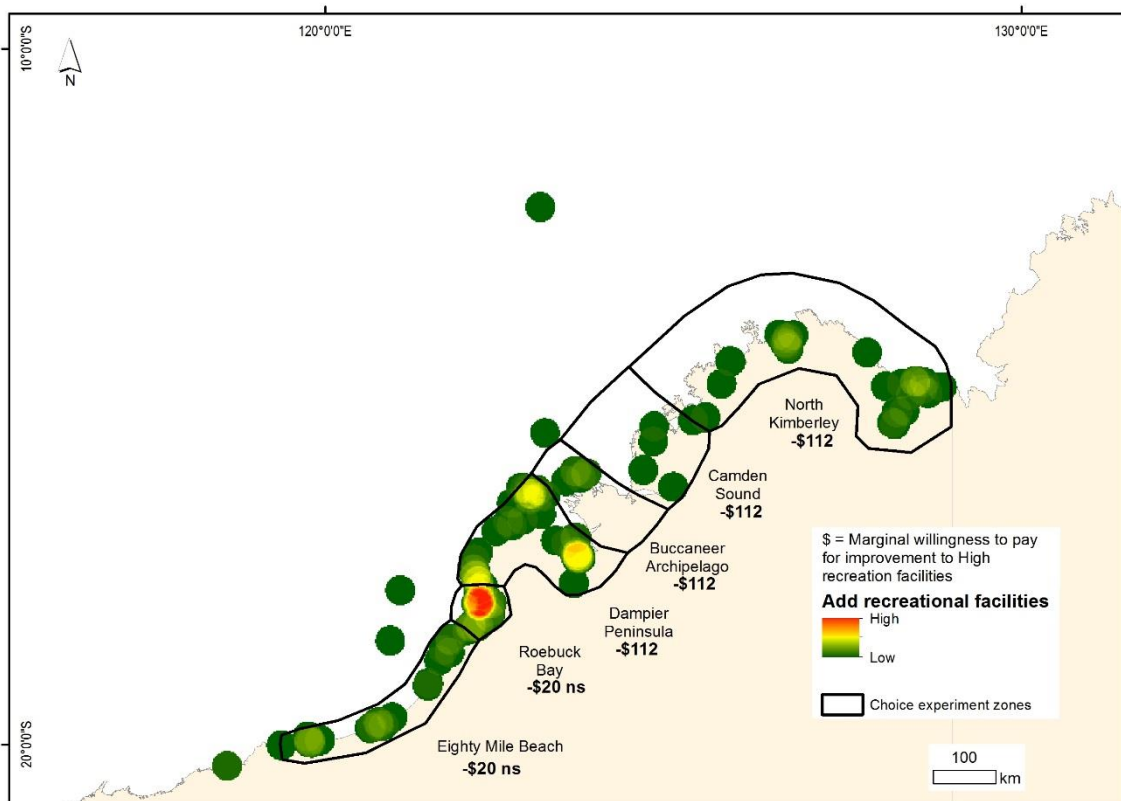 120°0'0"E
130°0'0"E
10°0'0"S
N
North
Kimberley
-$112
Camden
Sound
-$112
Buccaneer
Archipelago
-$112
Dampier
Peninsula
-$112
Roebuck
Bay
-$20 ns
Eighty Mile Beach
-$20 ns
20°0'0"S
$ = Marginal willingness to pay
for improvement to High
recreation facilities
Add recreational facilities
High
Low
Choice experiment zones
100
km